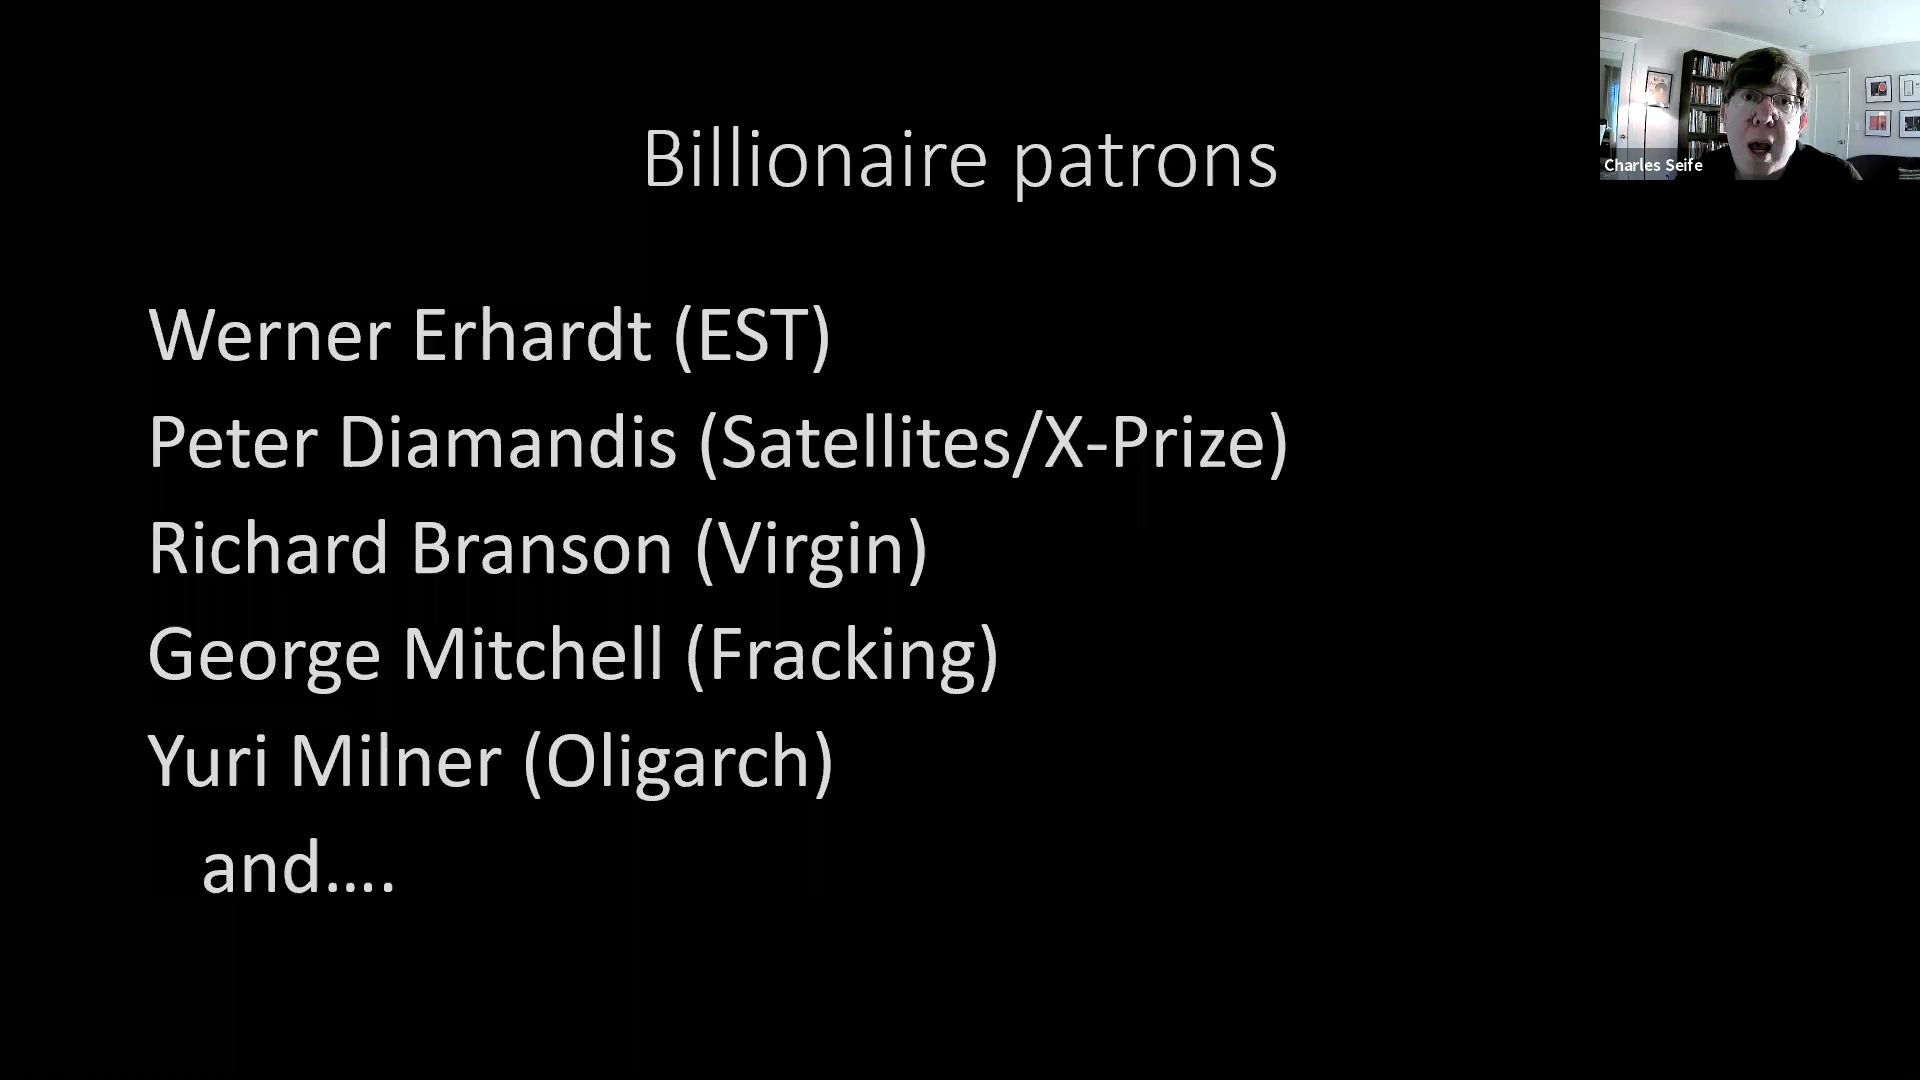 Billionaire patrons
Charles Seife
Werner Erhardt (EST)
Peter Diamandis (Satellites/X-Prize)
Richard Branson (Virgin)
George Mitchell (Fracking)
Yuri Milner (Oligarch)
and....